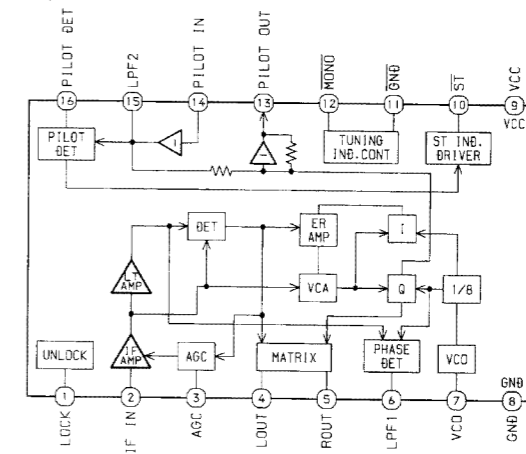 PILOT DET
LPF2
PILOT IN
PILOT OUT
MONO
GND
ST
VCC
16
15
14
13
12
11
10
9
VCC
PILOT
DET
1
TUNING
IND.CONT
ST IND.
DRIVER
DET
ER
AMP
I
LT
AMP
VCA
Q
1/8
UNLOCK
IF
AMP
AGC
MATRIX
PHASE
DET
VCO
GND
1
2
3
4
5
6
7
8
LOCK
IF IN
AGC
LOUT
ROUT
LPF1
VCO
GND